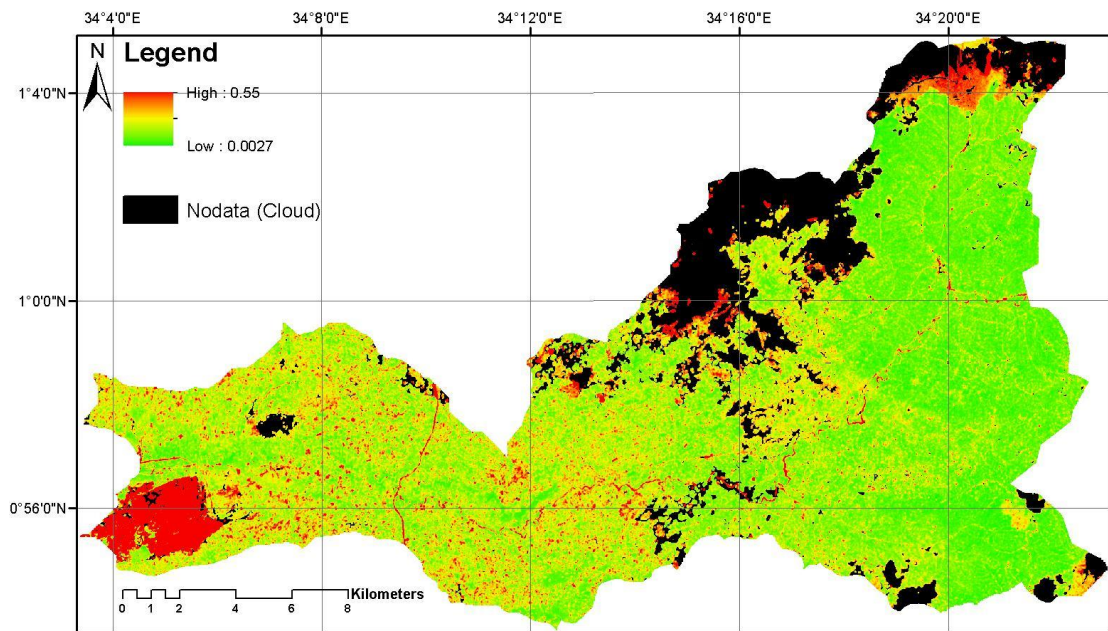 34°4'0"E 34°8'0"E 34°12'0"E 34°16'0"E 34°20'0"E
N Legend
1°4'0"N
High : 0.55
Low : 0.0027
Nodata (Cloud)
1°0'0"N
0°56'0"N
Kilometers
0 1 2 4 6 8